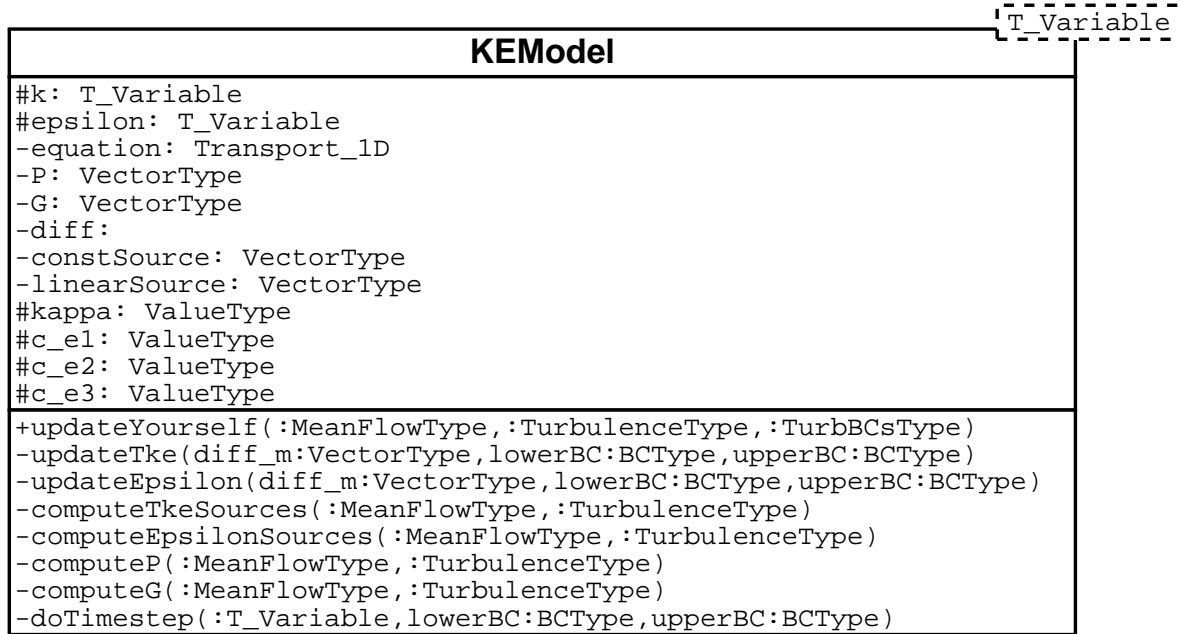 T_Variable
KEModel
#k: T_Variable
#epsilon: T_Variable
-equation: Transport_1D
-P: VectorType
-G: VectorType
-diff:
-constSource: VectorType
-linearSource: VectorType
#kappa: ValueType
#c_e1: ValueType
#c_e2: ValueType
#c_e3: ValueType
+updateYourself(:MeanFlowType,:TurbulenceType,:TurbBCsType)
-updateTke(diff_m:VectorType,lowerBC:BCType,upperBC:BCType)
-updateEpsilon(diff_m:VectorType,lowerBC:BCType,upperBC:BCType)
-computeTkeSources(:MeanFlowType,:TurbulenceType)
-computeEpsilonSources(:MeanFlowType,:TurbulenceType)
-computeP(:MeanFlowType,:TurbulenceType)
-computeG(:MeanFlowType,:TurbulenceType)
-doTimestep(:T_Variable,lowerBC:BCType,upperBC:BCType)